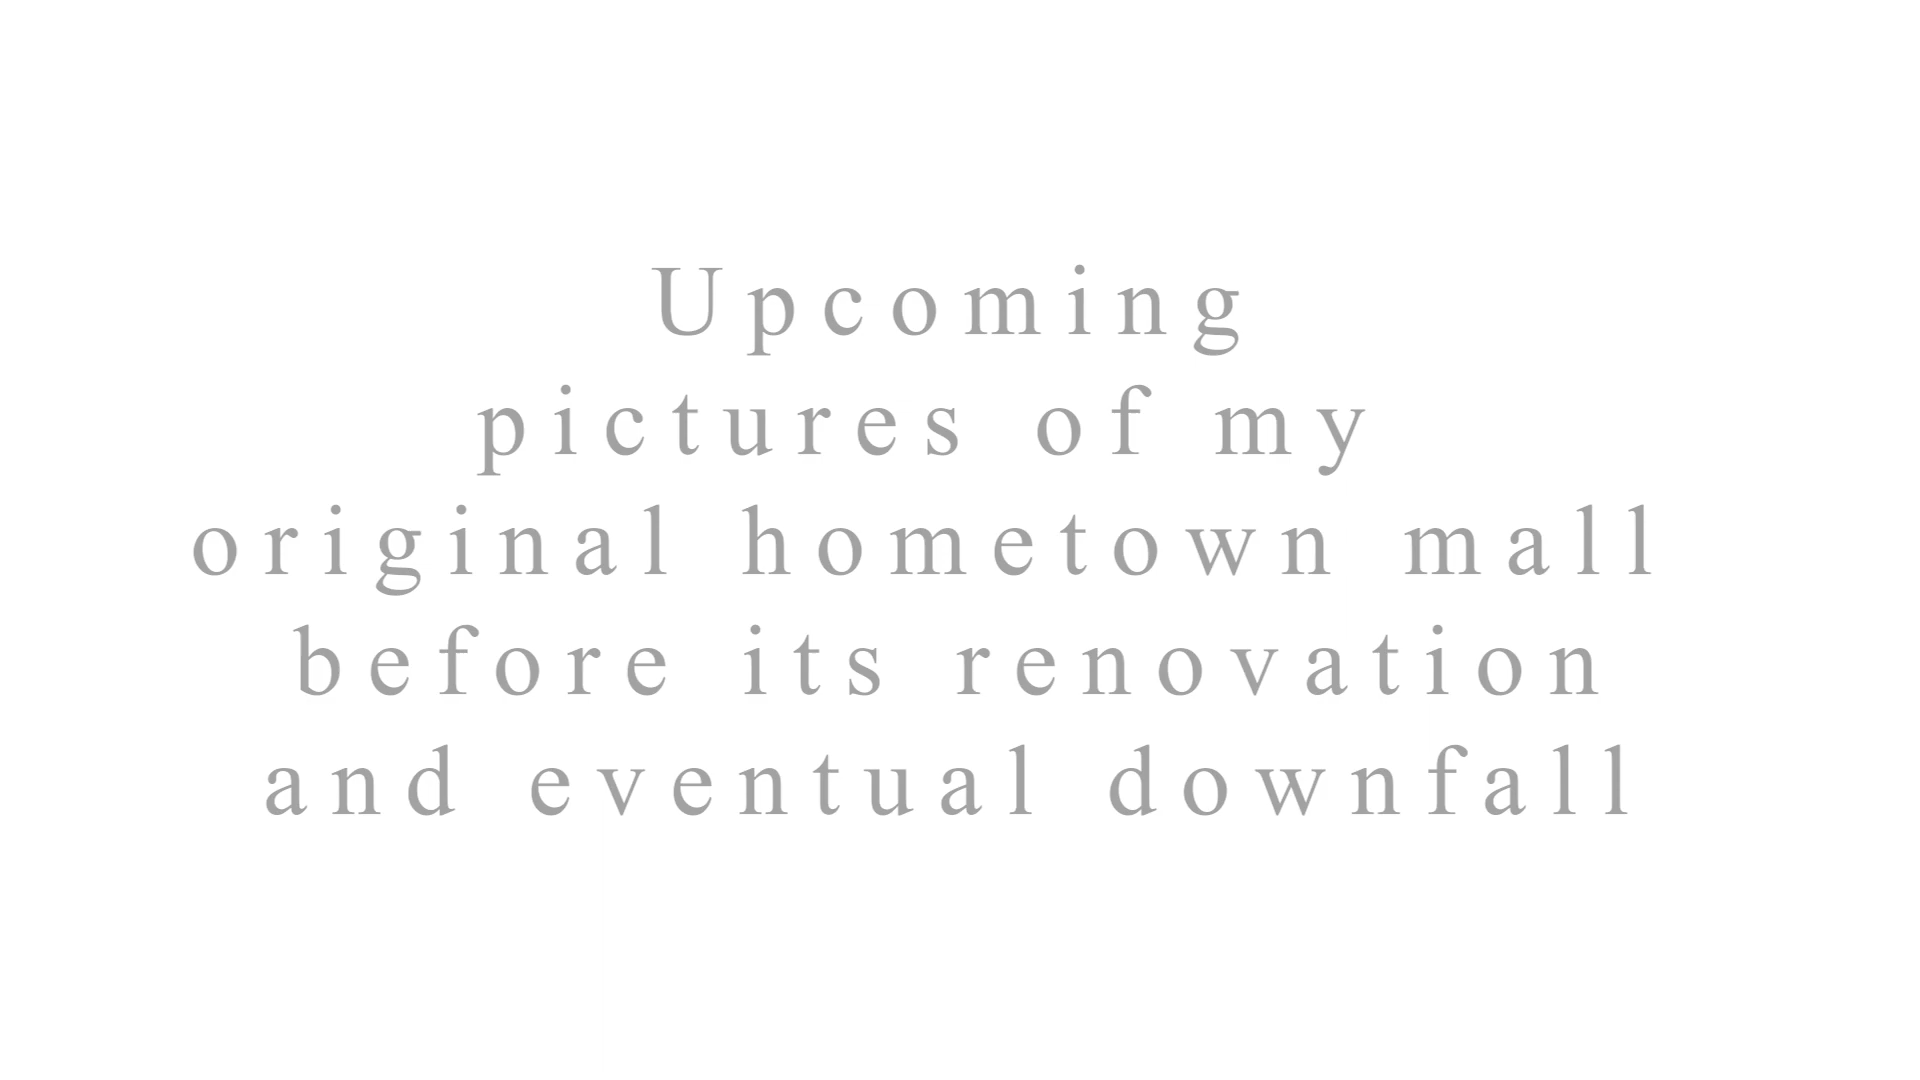 Upcoming
pictures of my
original hometown mall
before its renovation
and eventual downfall